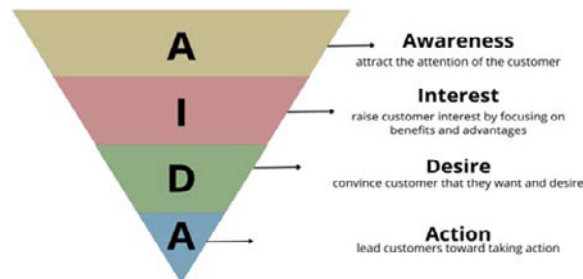 A
Awareness
attract the attention of the customer
I
Interest
raise customer interest by focusing on
benefits and advantages
D
Desire
convince customer that they want and desire
A
Action
lead customers toward taking action